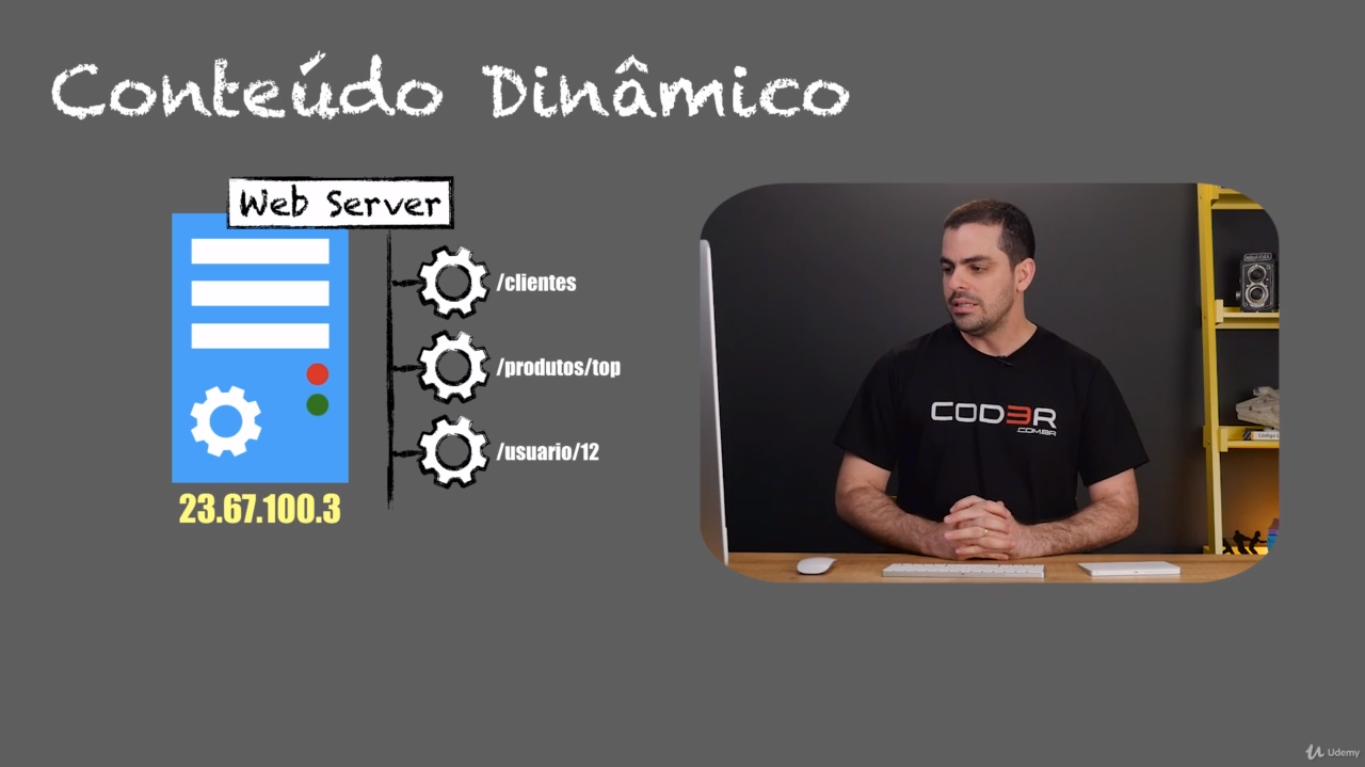 Conteúdo Dinâmico
Web Server
/clientes
/produtos/top
/usuario/12
23.67.100.3
COD3R
.COM.BR
Udemy